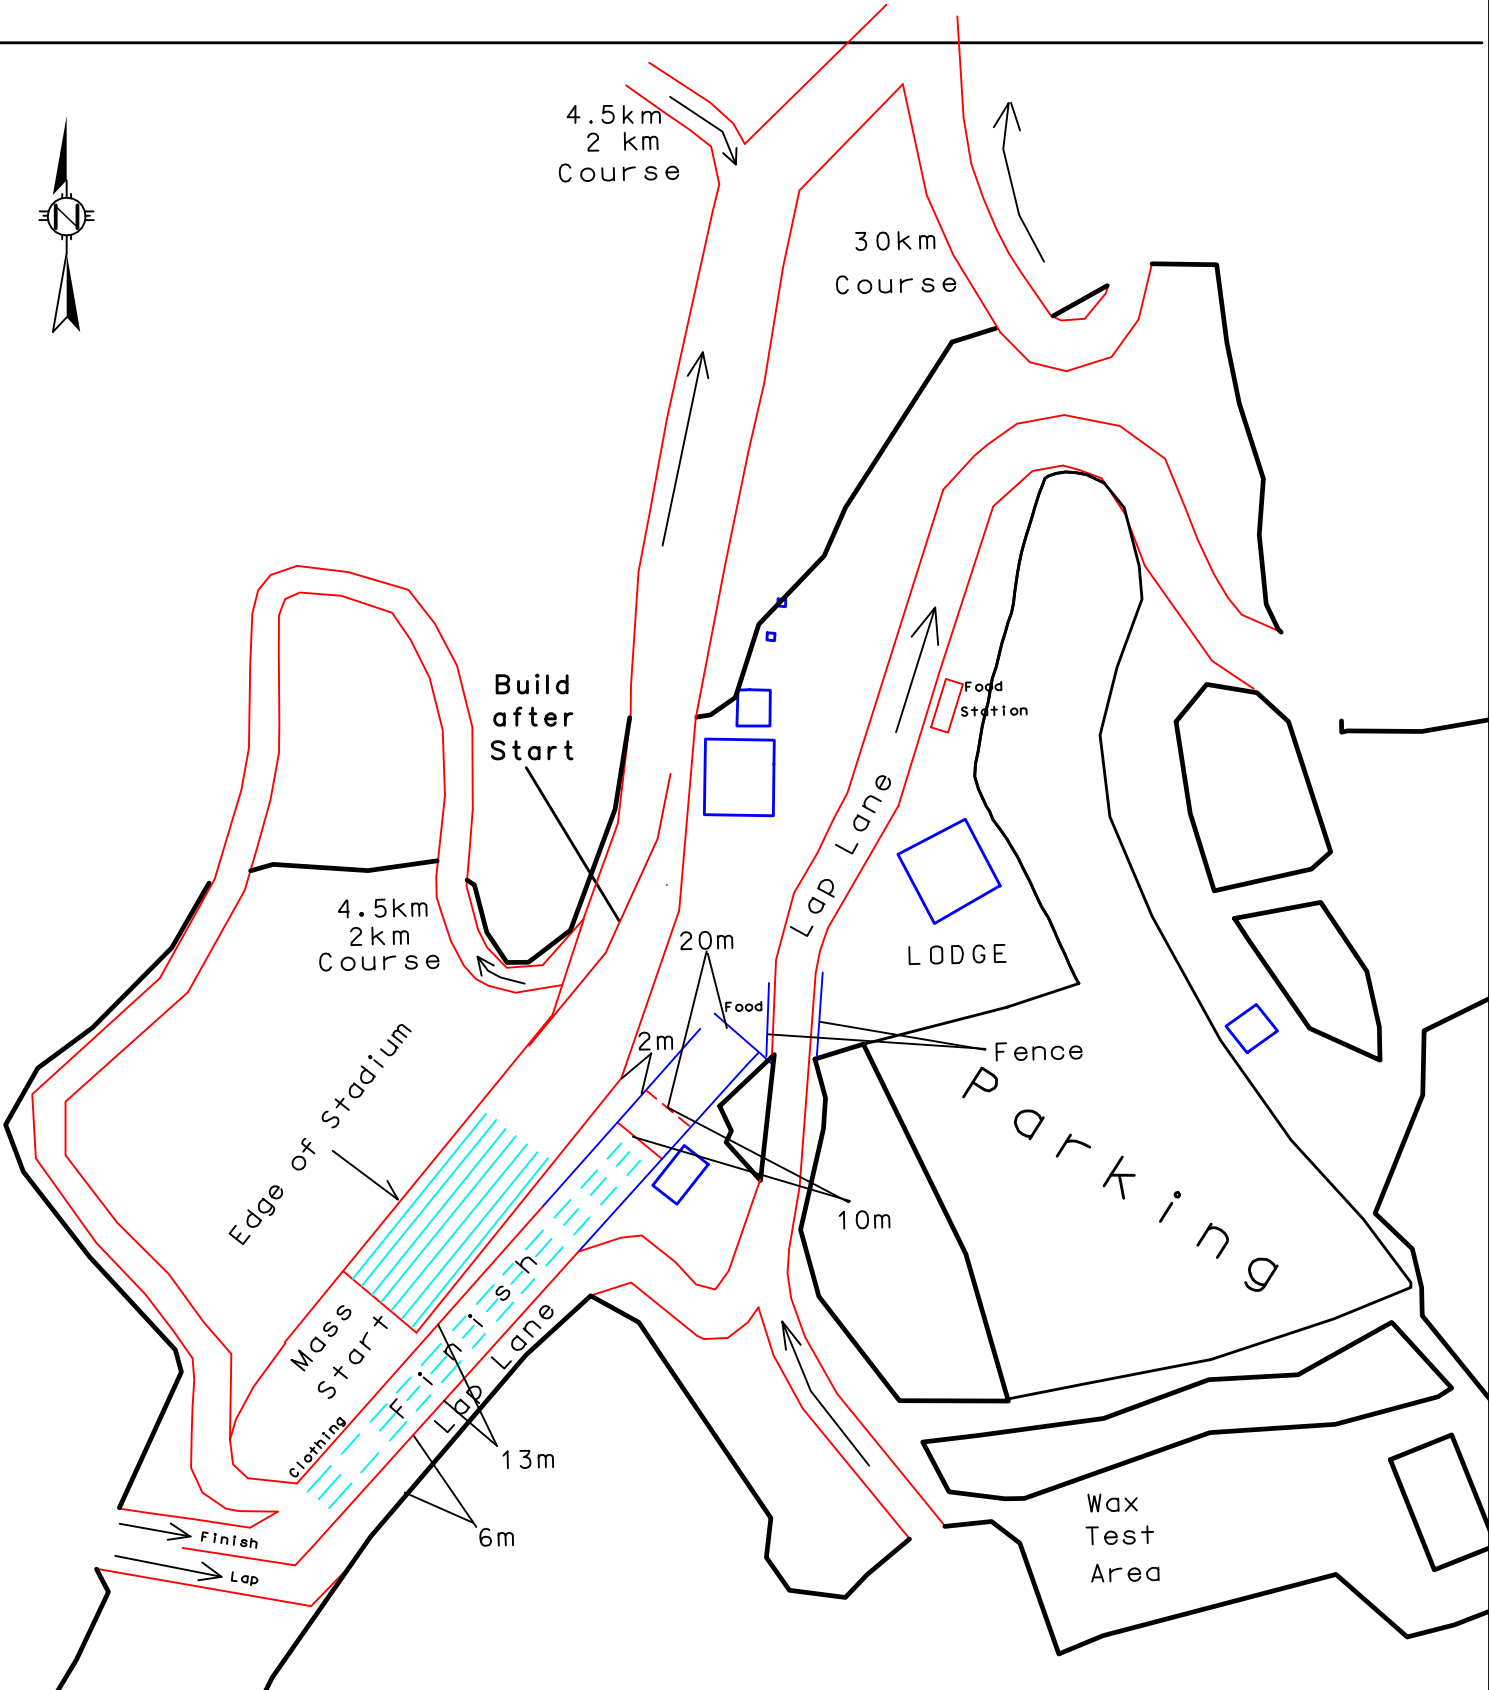 4.5km
2 km
Course
N
30km
Course
Build
after
Start
Food
Station
Lap Lane
4.5km
2km
Course
20m
LODGE
Food
2m
Fence
Edge of Stadium
Parking
10m
Mass
Start
Finish
Lap Lane
Clothing
13m
6m
Finish
Lap
Wax
Test
Area